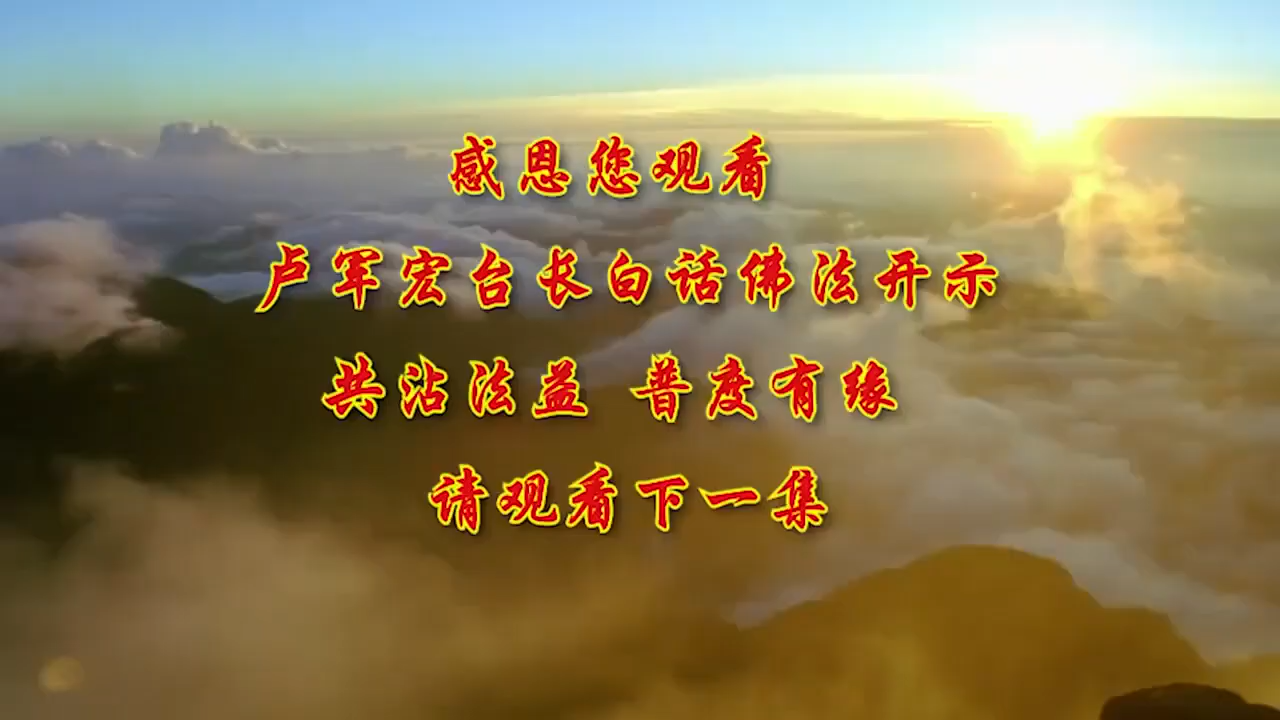 感恩您观看
卢军宏台长白话佛法开示
共沾法益 普度有缘
请观看下一集